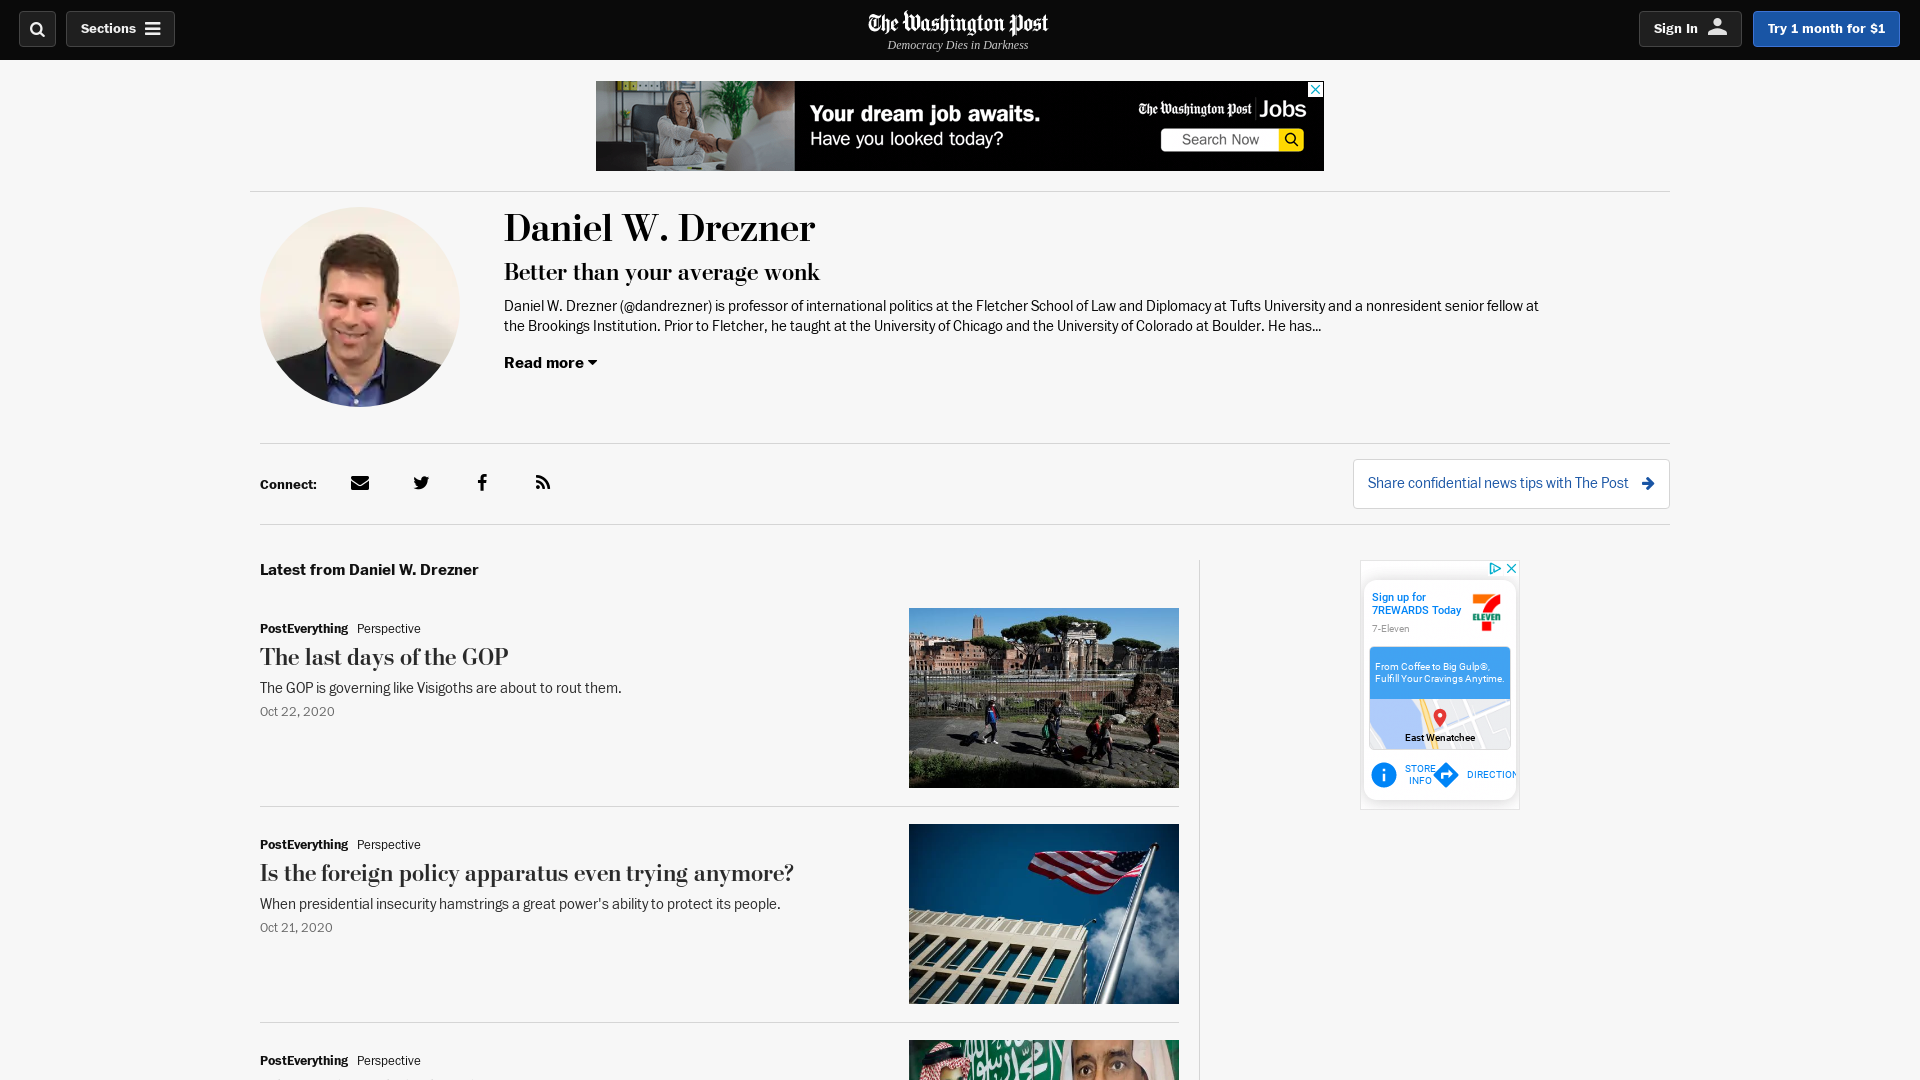 Sections
The Washington Post
Democracy Dies in Darkness
Sign In
Try 1 month for $1
Your dream job awaits.
Have you looked today?
The Washington Post Jobs
Search Now
Daniel W. Drezner
Better than your average wonk
Daniel W. Drezner (@dandrezner) is professor of international politics at the Fletcher School of Law and Diplomacy at Tufts University and a nonresident senior fellow at
the Brookings Institution. Prior to Fletcher, he taught at the University of Chicago and the University of Colorado at Boulder. He has...
Read more
Connect:
Share confidential news tips with The Post
Latest from Daniel W. Drezner
PostEverything Perspective
The last days of the GOP
The GOP is governing like Visigoths are about to rout them.
Oct 22, 2020
PostEverything Perspective
Is the foreign policy apparatus even trying anymore?
When presidential insecurity hamstrings a great power's ability to protect its people.
Oct 21, 2020
PostEverything Perspective
Sign up for
7REWARDS Today
7-Eleven
ELEVEN
From Coffee to Big Gulp®,
Fulfill Your Cravings Anytime.
East Wenatchee
STORE
INFO
DIRECTION